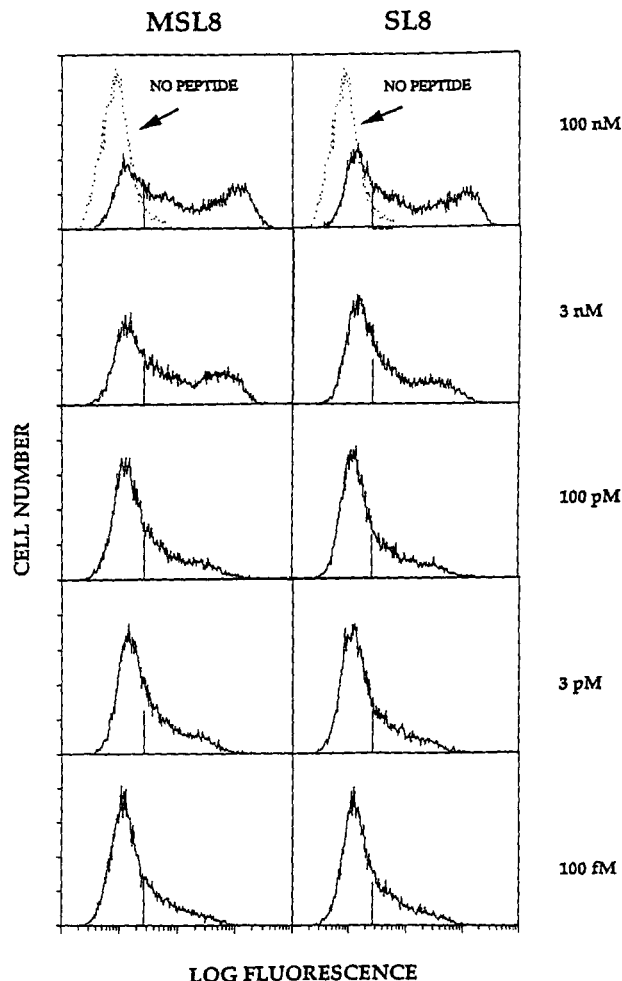 MSL8 SL8
NO PEPTIDE NO PEPTIDE
100 nM
3 nM
100 pM
3 pM
100 fM
CELL NUMBER
LOG FLUORESCENCE